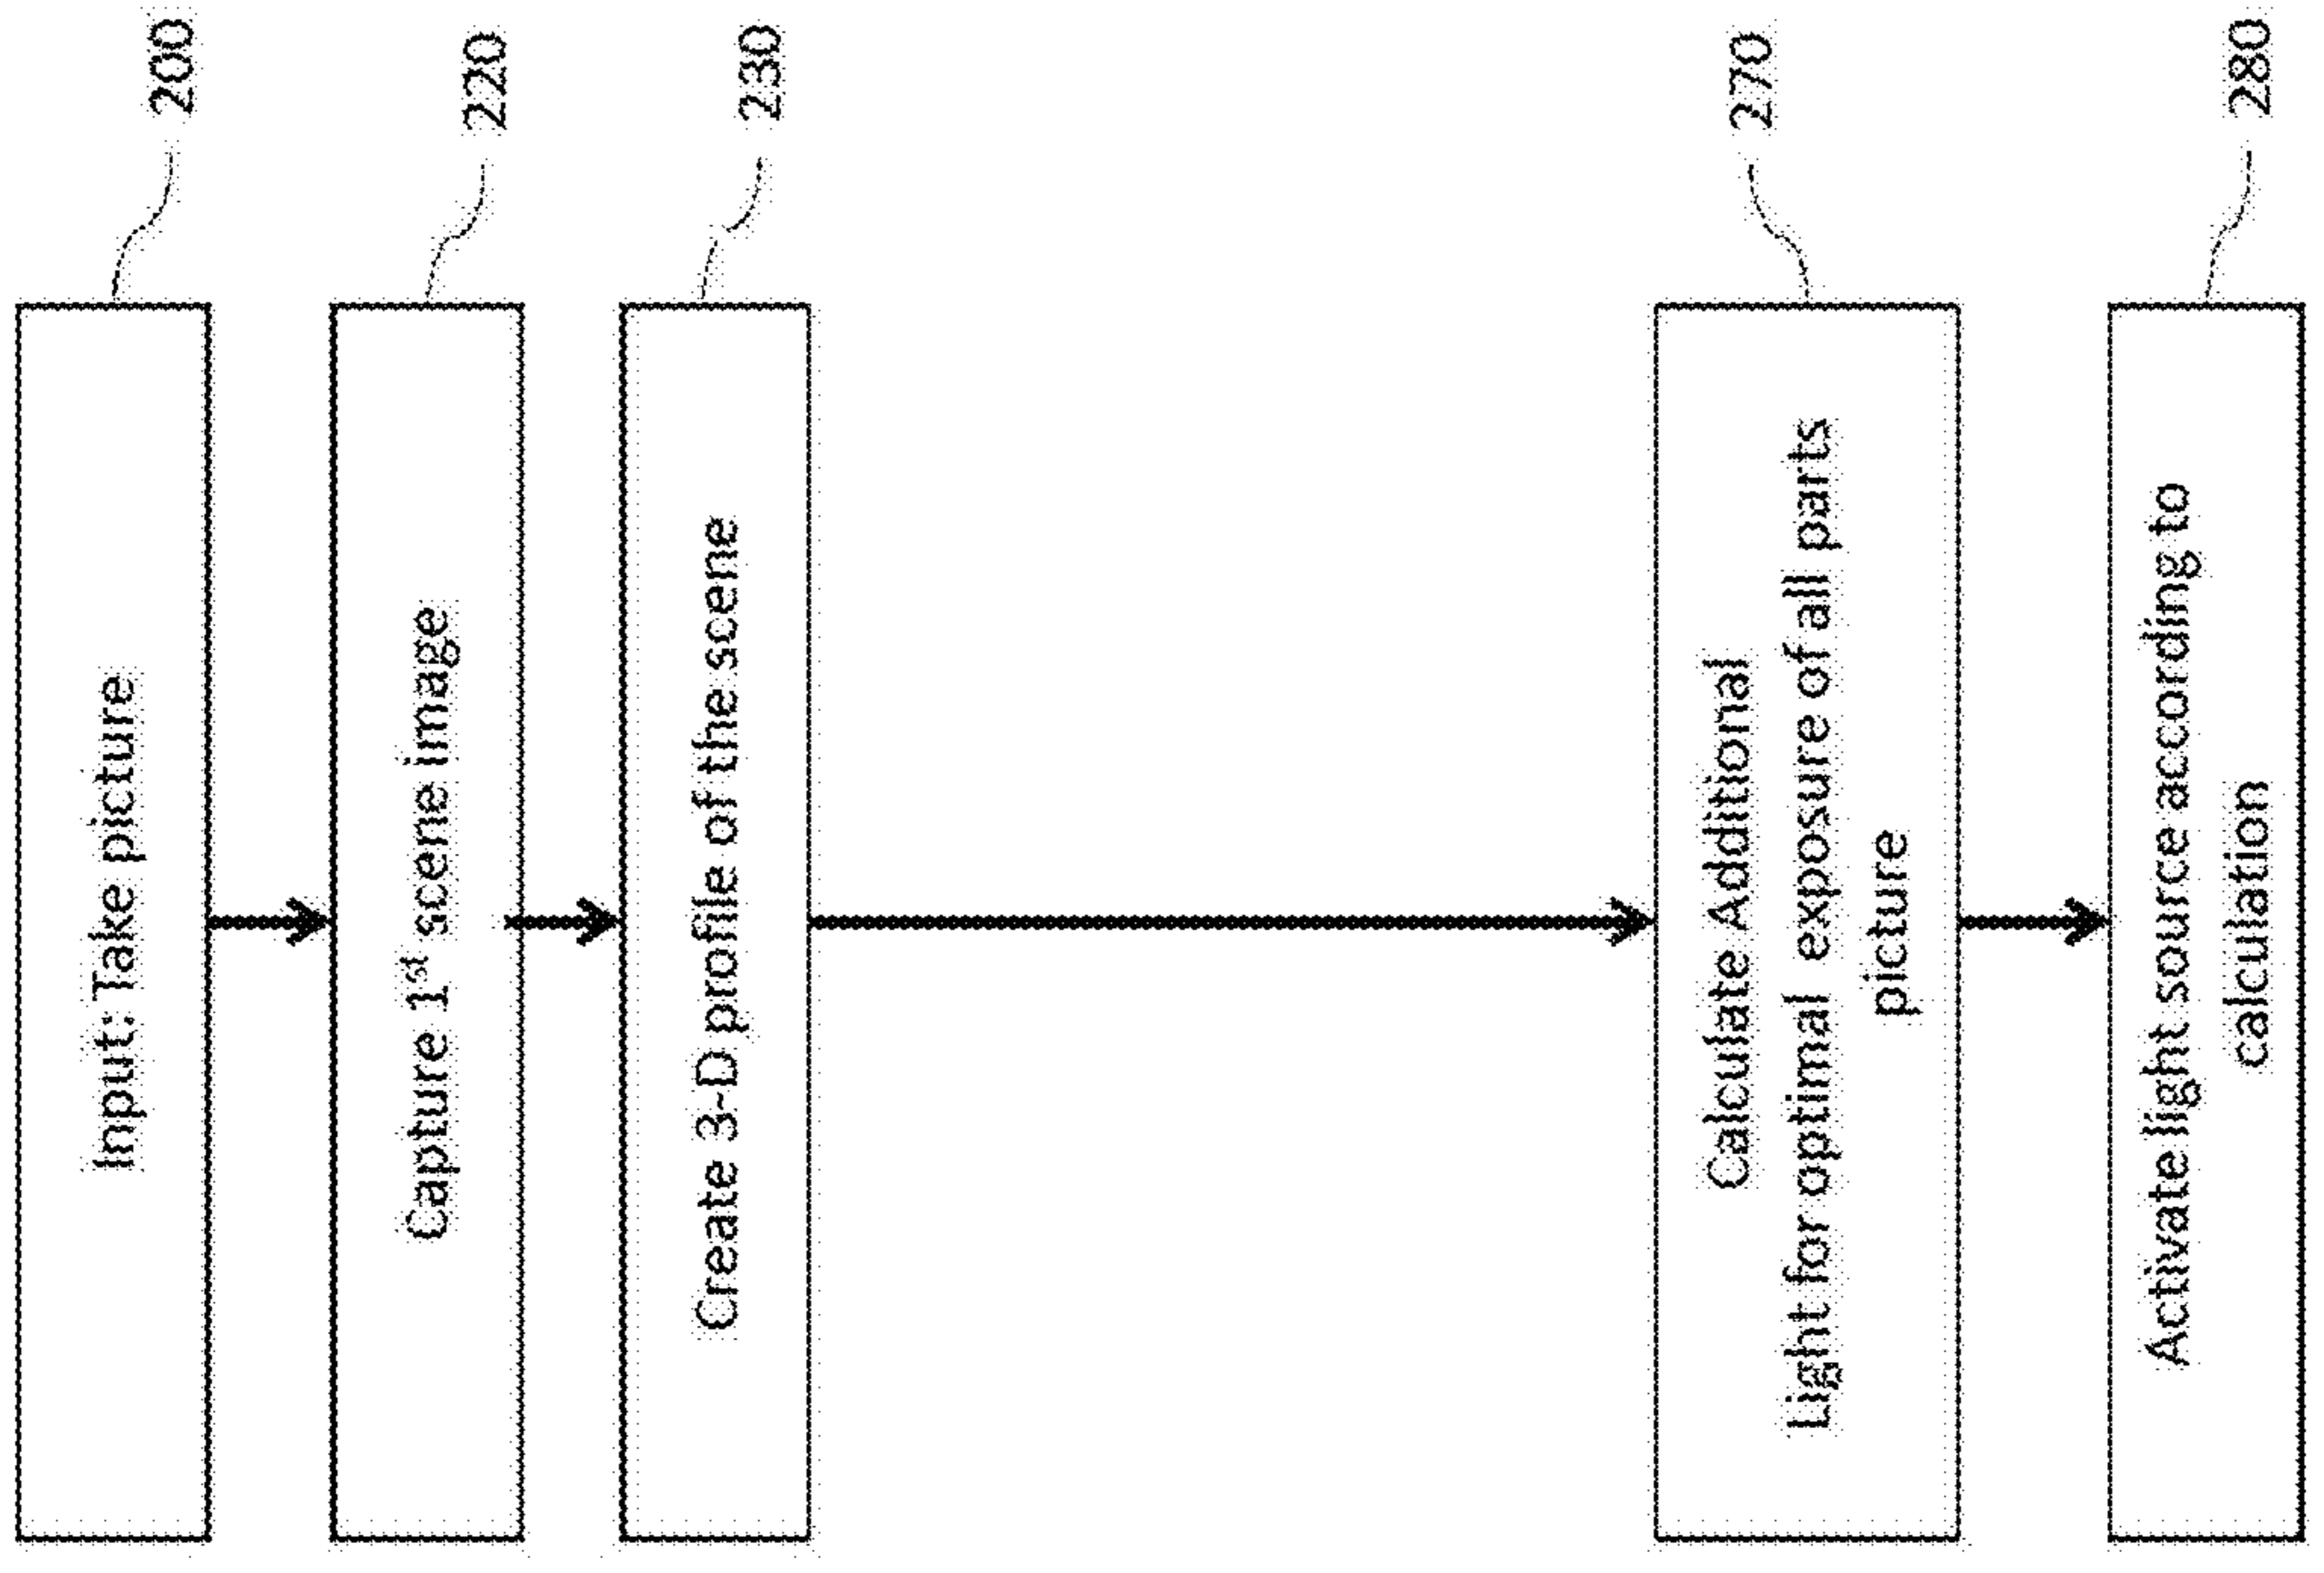 Input: Take picture
200
Capture 1st scene image
220
Create 3-D profile of the scene
230
Calculate Additional
Light for optimal exposure of all parts
picture
270
Activate light source according to
calculation
280